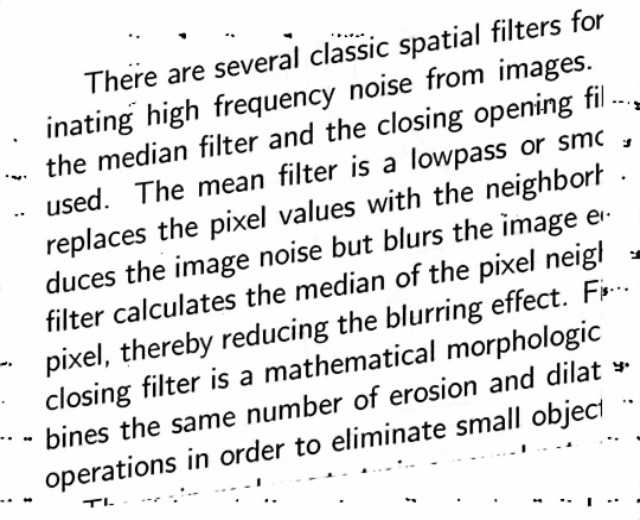 There are several classic spatial filters for
inating high frequency noise from images.
the median filter and the closing opening fil
used. The mean filter is a lowpass or smo
replaces the pixel values with the neighborh
duces the image noise but blurs the image e
filter calculates the median of the pixel neigh
pixel, thereby reducing the blurring effect. Fi
closing filter is a mathematical morphologic
bines the same number of erosion and dilat
operations in order to eliminate small object